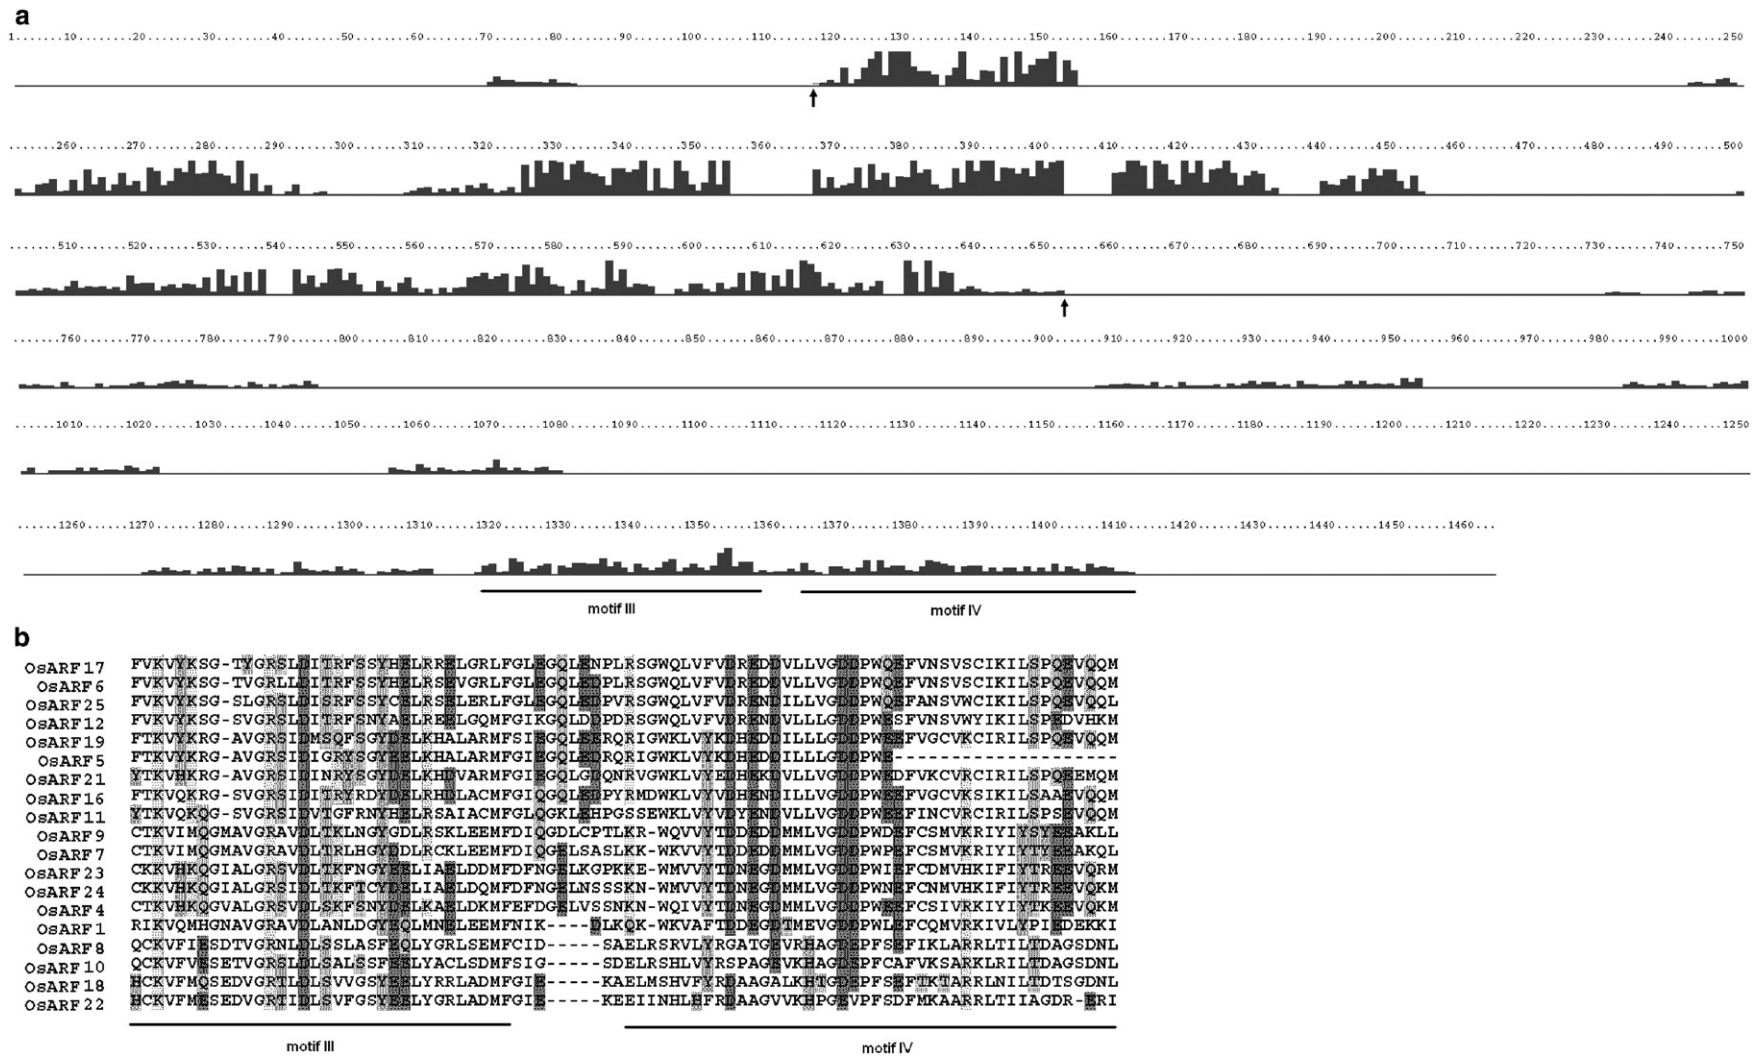 a
1.......10........20........30........40........50........60........70........80........90.......100.......110.......120.......130.......140.......150.......160.......170.......180.......190.......200.......210.......220.......230.......240.......250
.......260.......270.......280.......290.......300.......310.......320.......330.......340.......350.......360.......370.......380.......390.......400.......410.......420.......430.......440.......450.......460.......470.......480.......490.......500
.......510.......520.......530.......540.......550.......560.......570.......580.......590.......600.......610.......620.......630.......640.......650.......660.......670.......680.......690.......700.......710.......720.......730.......740.......750
.......760.......770.......780.......790.......800.......810.......820.......830.......840.......850.......860.......870.......880.......890.......900.......910.......920.......930.......940.......950.......960.......970.......980.......990......1000
......1010......1020......1030......1040......1050......1060......1070......1080......1090......1100......1110......1120......1130......1140......1150......1160......1170......1180......1190......1200......1210......1220......1230......1240......1250
......1260......1270......1280......1290......1300......1310......1320......1330......1340......1350......1360......1370......1380......1390......1400......1410......1420......1430......1440......1450......1460...
motif III motif IV
b
OsARF17 FVKVYKSG-TYGRSLDITRFSSYHELRRELGRLFGLEGQLENPLRSGWQLVFVDREDDVLLVGDDPWQEFVNSVSCIKILSPQEVQQM
OsARF6 FVKVYKSG-TVGRLLDITRFSSYHELRSEVGRLFGLEGQLEDPLRSGWQLVFVDREDDVLLVGDDPWQEFVNSVWCIKILSPQEVQQM
OsARF25 FVKVYKSG-SLGRSLDISRFSSYCELRSELERLFGLEGQLEDPVRSGWQLVFVDRENDILLVGDDPWQEFANSVWCIKILSPQEVQQL
OsARF12 FVKVYKSG-SVGRSLDITRFSNYAELREELGQMFGIKGQLDDPDRSGWQLVFVDRENDVLLLGDDPWESFVNSVWYIKILSPEDVHKM
OsARF19 FTKVYKRG-AVGRSIDMSQFSGYDELKHALARMFSIEGQLEERQRIGWKLVYKDHEDDILLLGDDPWEEFVGCVKCIRILSPQEVQQM
OsARF5 FTKVYKRG-AVGRSIDIGRYSGYEELKHALARMFGIEGQLEDRQRIGWKLVYKDHEDDILLLGDDPWE--------------------
OsARF21 YTKVHKRG-AVGRSIDINRYSGYDELKHDVARMFGIEGQLGDQNRVGWKLVYEDHEKDVLLVGDDPWEDFVKCVRCIRILSPQEEMQM
OsARF16 FTKVQKRG-SVGRSIDITRYRDYDELRHDLACMFGIQGQLEDPYRMDWKLVYVDHENDILLVGDDPWEEFVGCVKSIKILSAAEVQQM
OsARF11 YTKVQKQG-SVGRSIDVTGFRNYHELRSAIACMFGLQGKLEHPGSSEWKLVYVDYENDVLLVGDDPWEEFINCVRCIRILSPSEVQQM
OsARF9 CTKVIMQGMAVGRAVDLTKLNGYGDLRSKLEEMFDIQGDLCPTLKR-WQVVYTDDEDDMMLVGDDPWDEFCSMVKRIYIYSYEEAKLL
OsARF7 CTKVIMQGMAVGRAVDLTRLHGYDDLRCKLEEMFDIQGELSASLKK-WKVVYTDDEDDMMLVGDDPWPEFCSMVKRIYIYTYEEAKQL
OsARF23 CKKVHKQGIALGRSVDLTKFNGYEELIAELDDMFDFNGELKGPKKE-WMVVYTDNEGDMMLVGDDPWIEFCDMVHKIFIYTREEVQRM
OsARF24 CKKVHKQGIALGRSIDLTKFTCYDELIAELDQMFDFNGELNSSSKN-WMVVYTDNEGDMMLVGDDPWNEFCNMVHKIFIYTREEVQKM
OsARF4 CTKVHKQGVALGRSVDLSKFSNYDELKAELDKMFEFDGELVSSNKN-WQIVYTDNEGDMMLVGDDPWEEFCSIVRKIYIYTKEEVQKM
OsARF1 RIKVQMHGNAVGRAVDLANLDGYEQLMNELEEMFNIK----DLKQK-WKVAFTDDEGDTMEVGDDPWLEFCQMVRKIVLYPIEDEKKI
OsARF8 QCKVFIESDTVGRNLDLSSLASFEQLYGRLSEMFCID-----SAELRSRVLYRGATGEVRHAGDEPFSEFIKLARRLTILTDAGSDNL
OsARF10 QCKVFVESETVGRSLDLSALSSFEELYACLSDMFSIG-----SDELRSHLVYRSPAGEVKHAGDEPFCAFVKSARKLRILTDAGSDNL
OsARF18 HCKVFMESEDVGRTLDLSVVGSYEELYRRLADMFGIE-----KAELMSHVFYRDAAGALKHTGDEPFSEFTKTARRLNILTDTSGDNL
OsARF22 HCKVFMESEDVGRTIDLSVFGSYEELYGRLADMFGIE-----KEEIINHLHFRDAAGVVKHPGEVPFSDFMKAARRLTIIAGDR-ERI
motif III motif IV